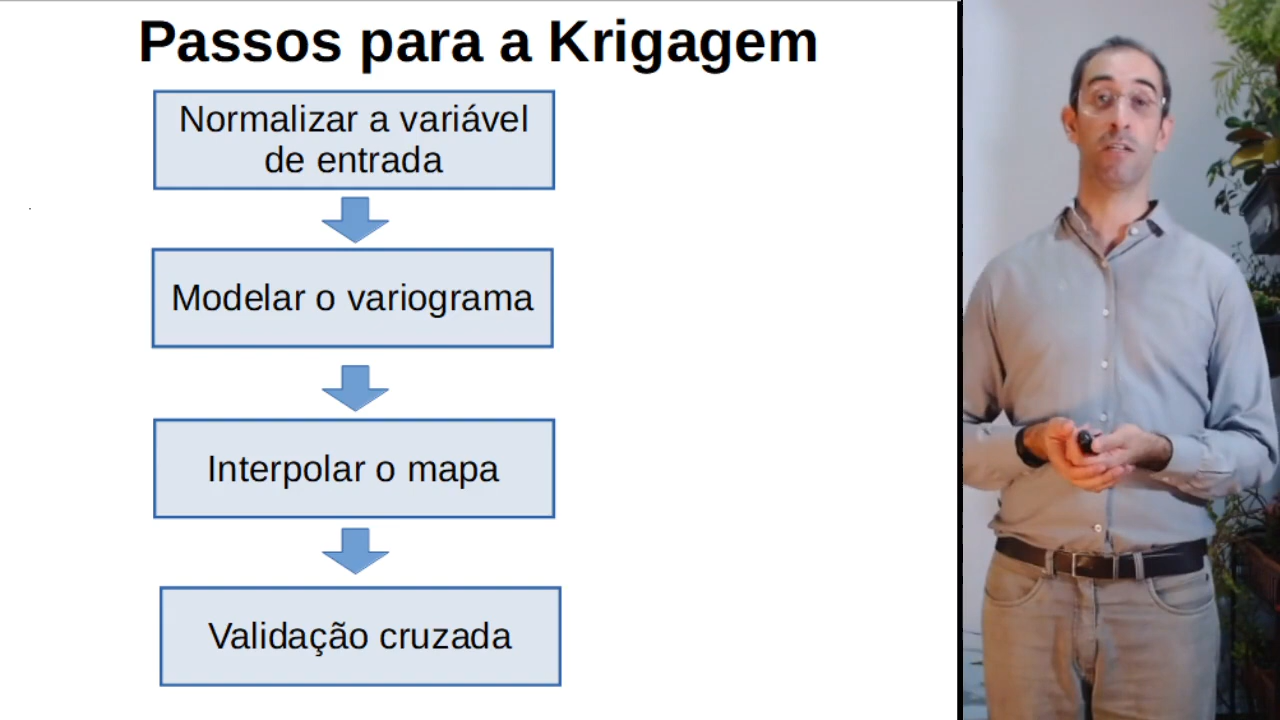 Passos para a Krigagem
Normalizar a variável
de entrada
Modelar o variograma
Interpolar o mapa
Validação cruzada